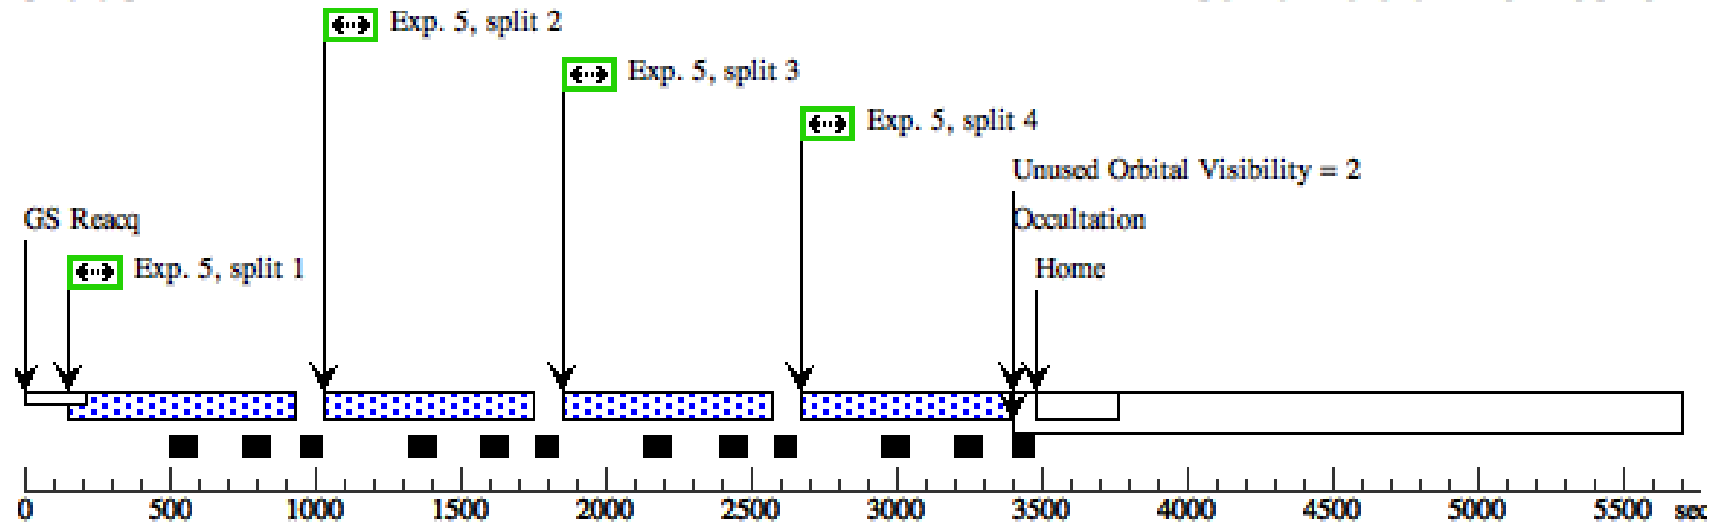 Exp. 5, split 2
Exp. 5, split 3
Exp. 5, split 4
Unused Orbital Visibility = 2
GS Reacq
Occultation
Exp. 5, split 1
Home
0 500 1000 1500 2000 2500 3000 3500 4000 4500 5000 5500 sec